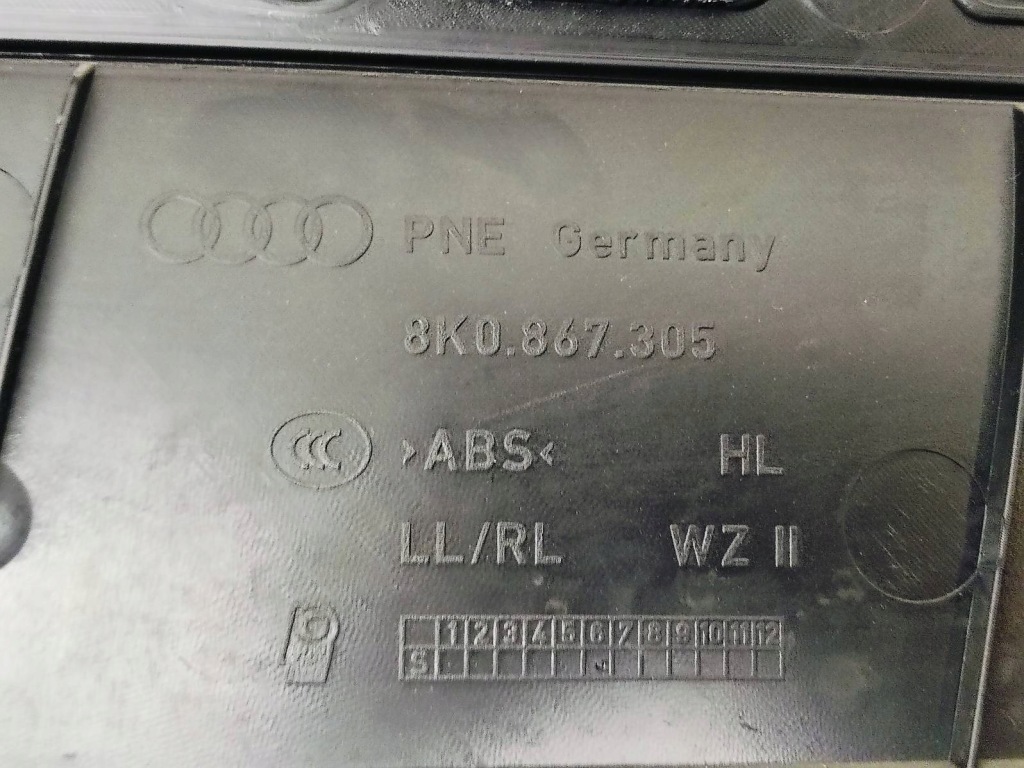 PNE Germany
8K0.867.305
CCC >ABS< HL
LL/RL WZ II
1 2 3 4 5 6 7 8 9 10 11 12
S